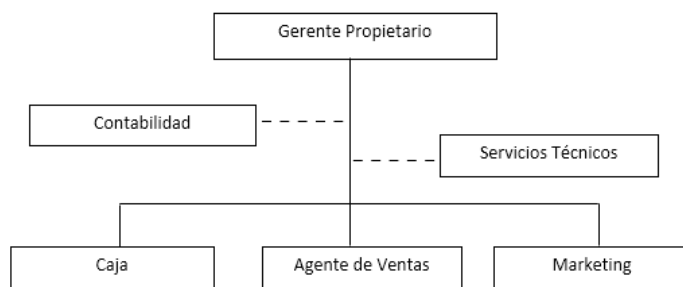 Gerente Propietario
Contabilidad
Servicios Técnicos
Caja
Agente de Ventas
Marketing